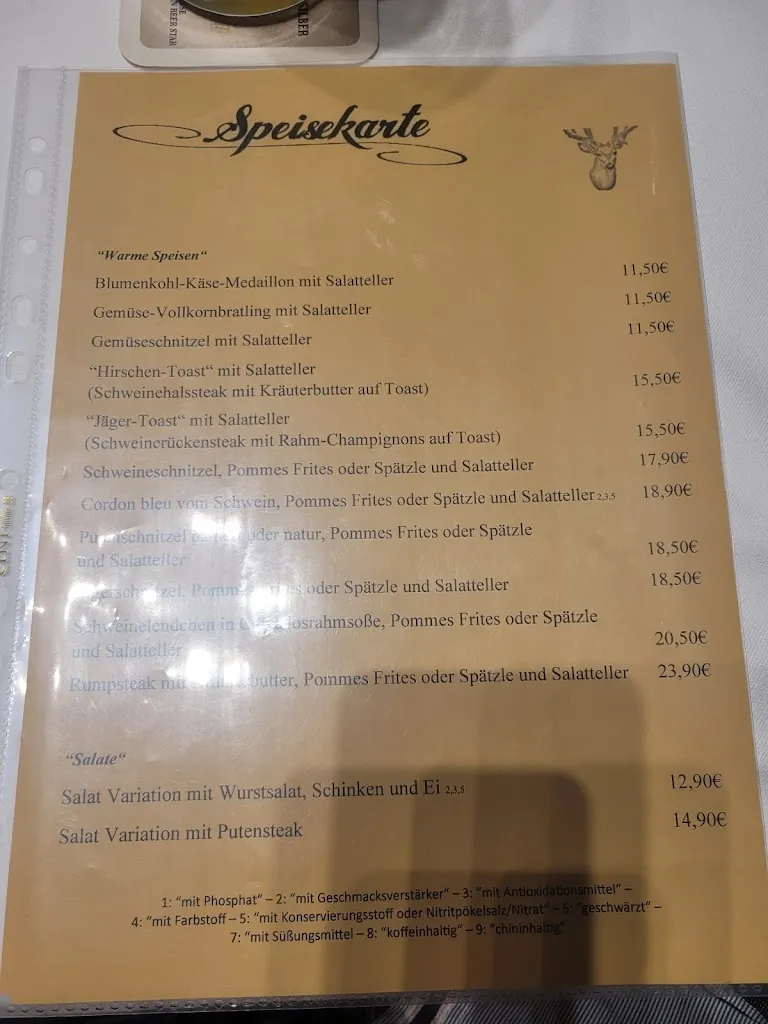 SILBER
BEER STAR
Speisekarte
“Warme Speisen“
Blumenkohl-Käse-Medaillon mit Salatteller 11,50€
Gemüse-Vollkornbratling mit Salatteller 11,50€
Gemüseschnitzel mit Salatteller 11,50€
“Hirschen-Toast“ mit Salatteller
(Schweinehalssteak mit Kräuterbutter auf Toast) 15,50€
“Jäger-Toast“ mit Salatteller
(Schweinerückensteak mit Rahm-Champignons auf Toast) 15,50€
Schweineschnitzel, Pommes Frites oder Spätzle und Salatteller 17,90€
Cordon bleu vom Schwein, Pommes Frites oder Spätzle und Salatteller 2,3,5 18,90€
Putenschnitzel oder natur, Pommes Frites oder Spätzle
und Salatteller 18,50€
oder Spätzle und Salatteller 18,50€
Schweinelendchen in Pommes Frites oder Spätzle
und Salatteller 20,50€
Rumpsteak mit Kräuterbutter, Pommes Frites oder Spätzle und Salatteller 23,90€
“Salate“
Salat Variation mit Wurstsalat, Schinken und Ei 2,3,5 12,90€
Salat Variation mit Putensteak 14,90€
1: “mit Phosphat“ – 2: “mit Geschmacksverstärker“ – 3: “mit Antioxidationsmittel“ –
4: “mit Farbstoff – 5: “mit Konservierungsstoff oder Nitritpökelsalz/Nitrat“ – 6: “geschwärzt“ –
7: “mit Süßungsmittel – 8: “koffeinhaltig“ – 9: “chininhaltig“